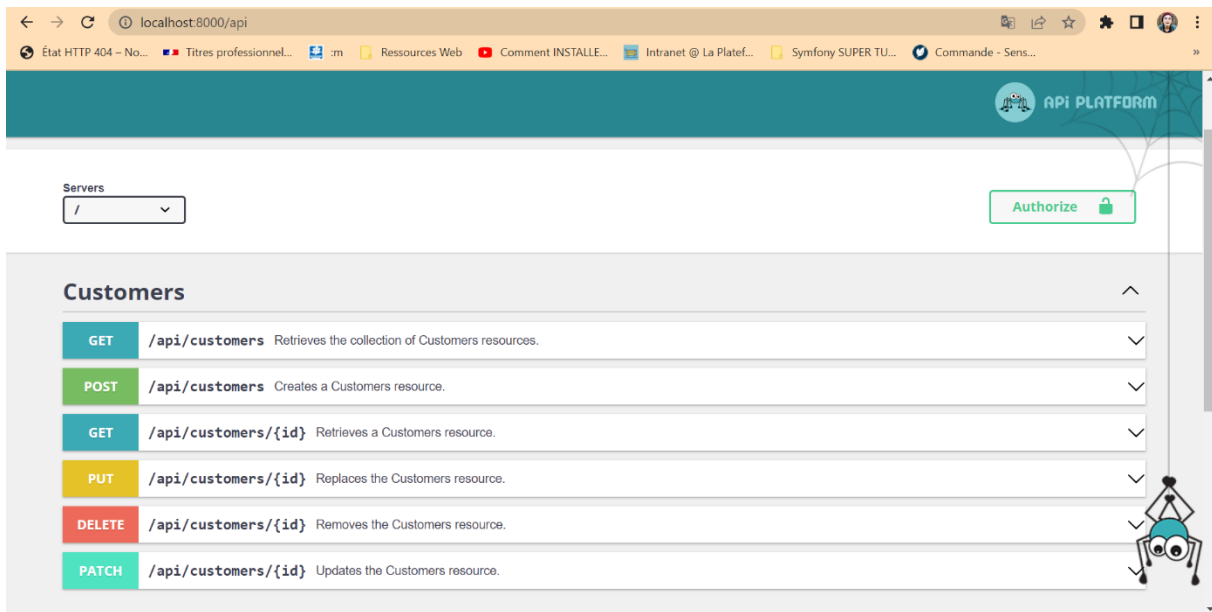 localhost:8000/api
État HTTP 404 – No... Titres professionnel... :m Ressources Web Comment INSTALLE... Intranet @ La Platef... Symfony SUPER TU... Commande - Sens... »
API PLATFORM
Servers
/
Authorize
Customers
GET /api/customers Retrieves the collection of Customers resources.
POST /api/customers Creates a Customers resource.
GET /api/customers/{id} Retrieves a Customers resource.
PUT /api/customers/{id} Replaces the Customers resource.
DELETE /api/customers/{id} Removes the Customers resource.
PATCH /api/customers/{id} Updates the Customers resource.